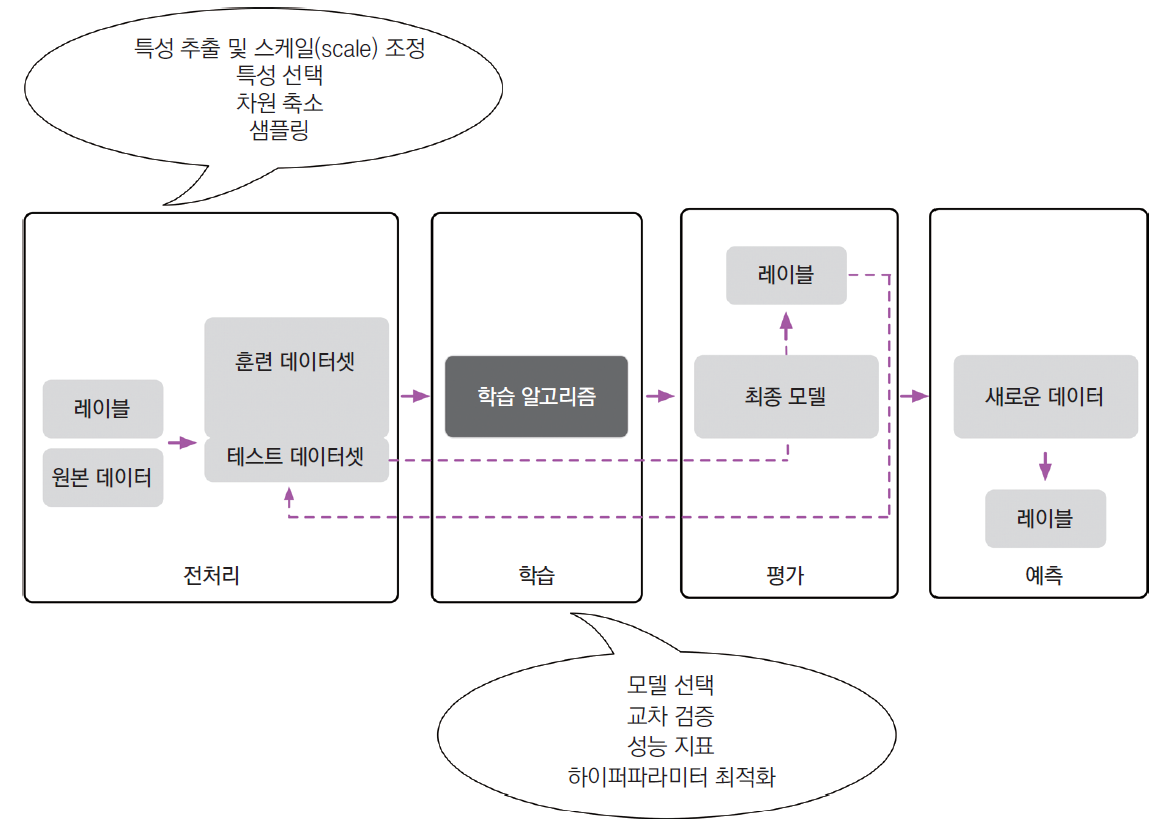 특성 추출 및 스케일(scale) 조정
특성 선택
차원 축소
샘플링
레이블
원본 데이터
훈련 데이터셋
테스트 데이터셋
전처리
학습 알고리즘
학습
레이블
최종 모델
평가
새로운 데이터
레이블
예측
모델 선택
교차 검증
성능 지표
하이퍼파라미터 최적화